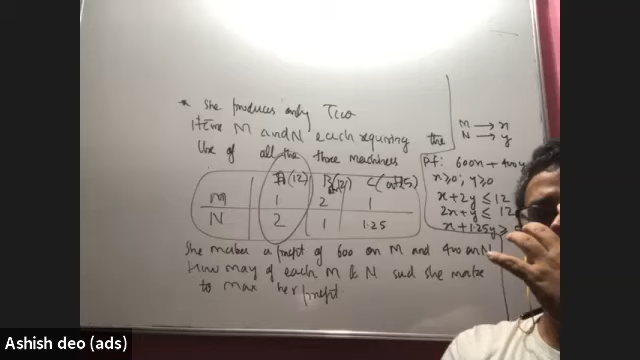 * She produces only Two
Items M and N each requiring the
Use of all the three machines
(12) B(12) C(
M 1 2 1
N 2 1 1.25
She makes a profit of 600 on M and 400 on N
How may of each M & N sud she make
to max her profit.
M → x
N → y
Pf: 600x + 400y
x ≥ 0, y ≥ 0
x + 2y ≤ 12
2x + y ≤ 12
x + 1.25y ≥
Ashish deo (ads)